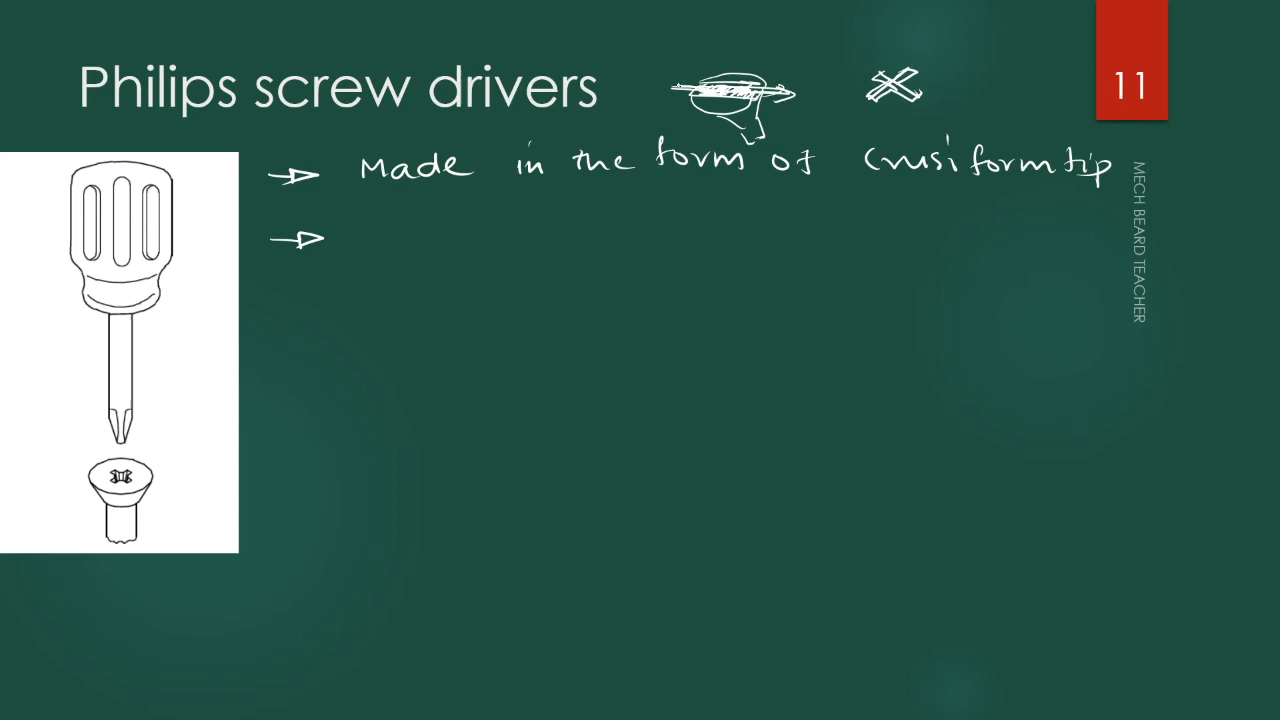 Philips screw drivers
11
→ Made in the form of Crusiform tip
→
MECH BEARD TEACHER